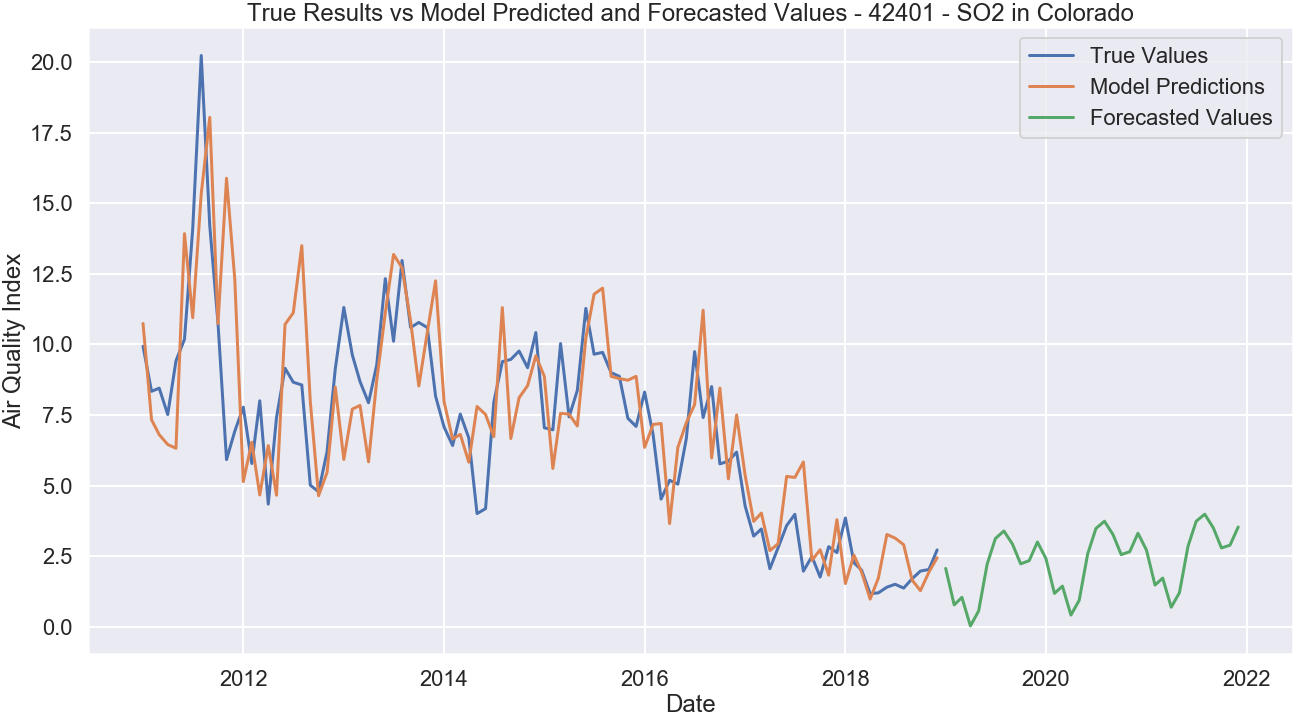 True Results vs Model Predicted and Forecasted Values - 42401 - SO2 in Colorado
True Values
Model Predictions
Forecasted Values
Air Quality Index
20.0
17.5
15.0
12.5
10.0
7.5
5.0
2.5
0.0
2012 2014 2016 2018 2020 2022
Date